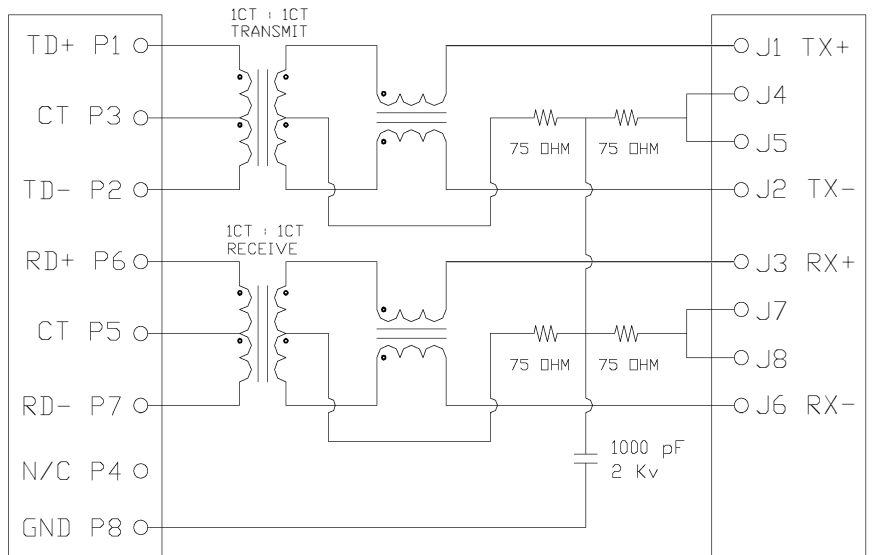 1CT : 1CT
TRANSMIT
TD+ P1
J1 TX+
J4
CT P3
75 OHM
75 OHM
J5
TD- P2
J2 TX-
1CT : 1CT
RECEIVE
RD+ P6
J3 RX+
J7
CT P5
75 OHM
75 OHM
J8
RD- P7
J6 RX-
1000 pF
2 Kv
N/C P4
GND P8